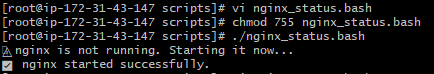 [root@ip-172-31-43-147 scripts]# vi nginx_status.bash
[root@ip-172-31-43-147 scripts]# chmod 755 nginx_status.bash
[root@ip-172-31-43-147 scripts]# ./nginx_status.bash
⚠ nginx is not running. Starting it now...
✅ nginx started successfully.